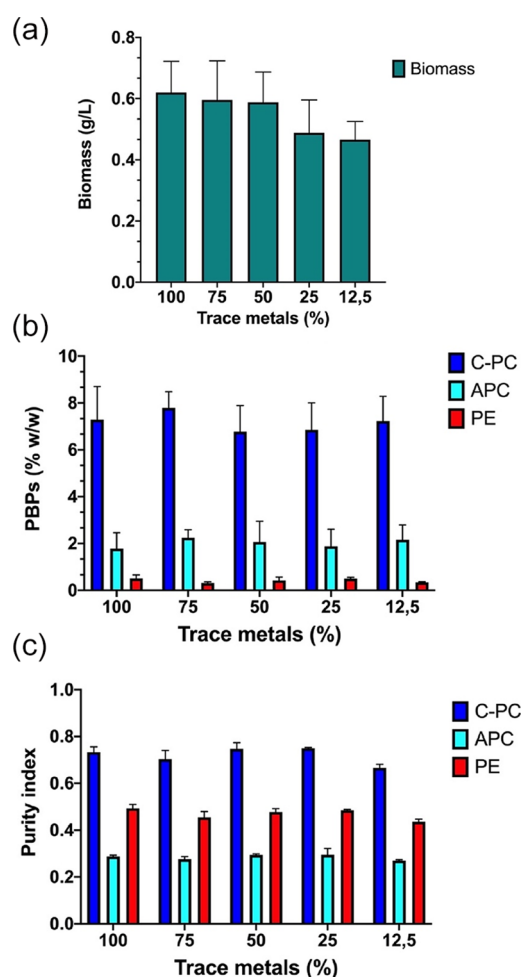 (a)
Biomass (g/L)
0.8
0.6
0.4
0.2
0.0
100 75 50 25 12,5
Trace metals (%)
Biomass
(b)
PBPs (% w/w)
10
8
6
4
2
0
100 75 50 25 12,5
Trace metals (%)
C-PC
APC
PE
(c)
Purity index
1.0
0.8
0.6
0.4
0.2
0.0
100 75 50 25 12,5
Trace metals (%)
C-PC
APC
PE